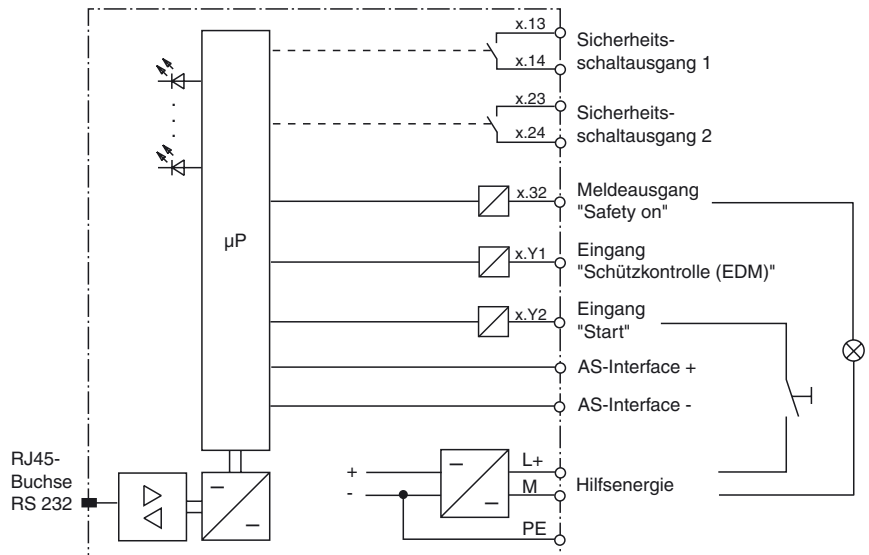 x.13
Sicherheits-
schaltausgang 1
x.14
x.23
Sicherheits-
schaltausgang 2
x.24
Meldeausgang
"Safety on"
x.32
µP
Eingang
"Schützkontrolle (EDM)"
x.Y1
Eingang
"Start"
x.Y2
AS-Interface +
AS-Interface -
RJ45-
Buchse
RS 232
+
-
L+
M
Hilfsenergie
PE